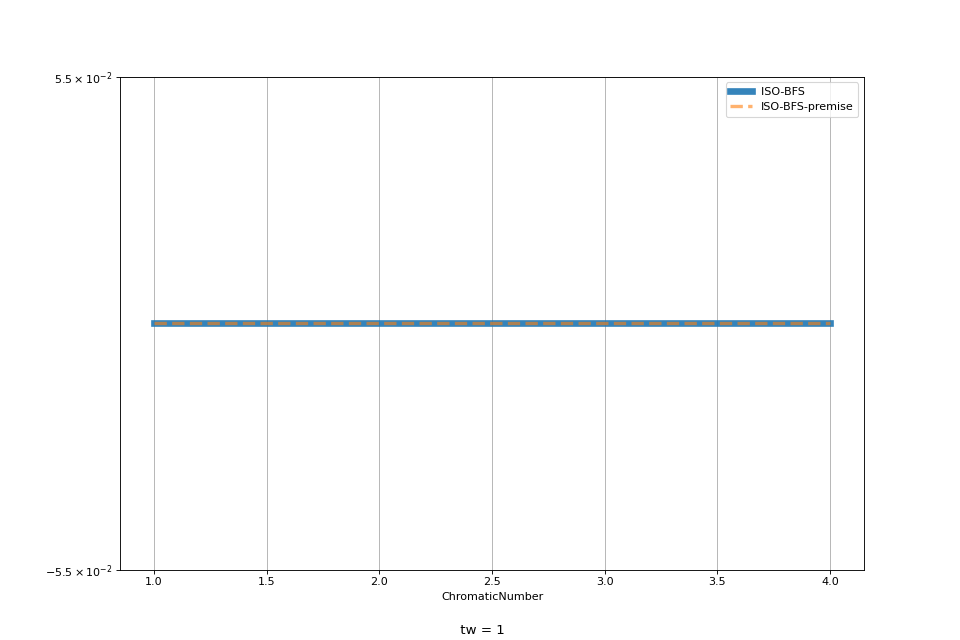 5.5 × 10⁻²
ISO-BFS
ISO-BFS-premise
−5.5 × 10⁻²
1.0 1.5 2.0 2.5 3.0 3.5 4.0
ChromaticNumber
tw = 1